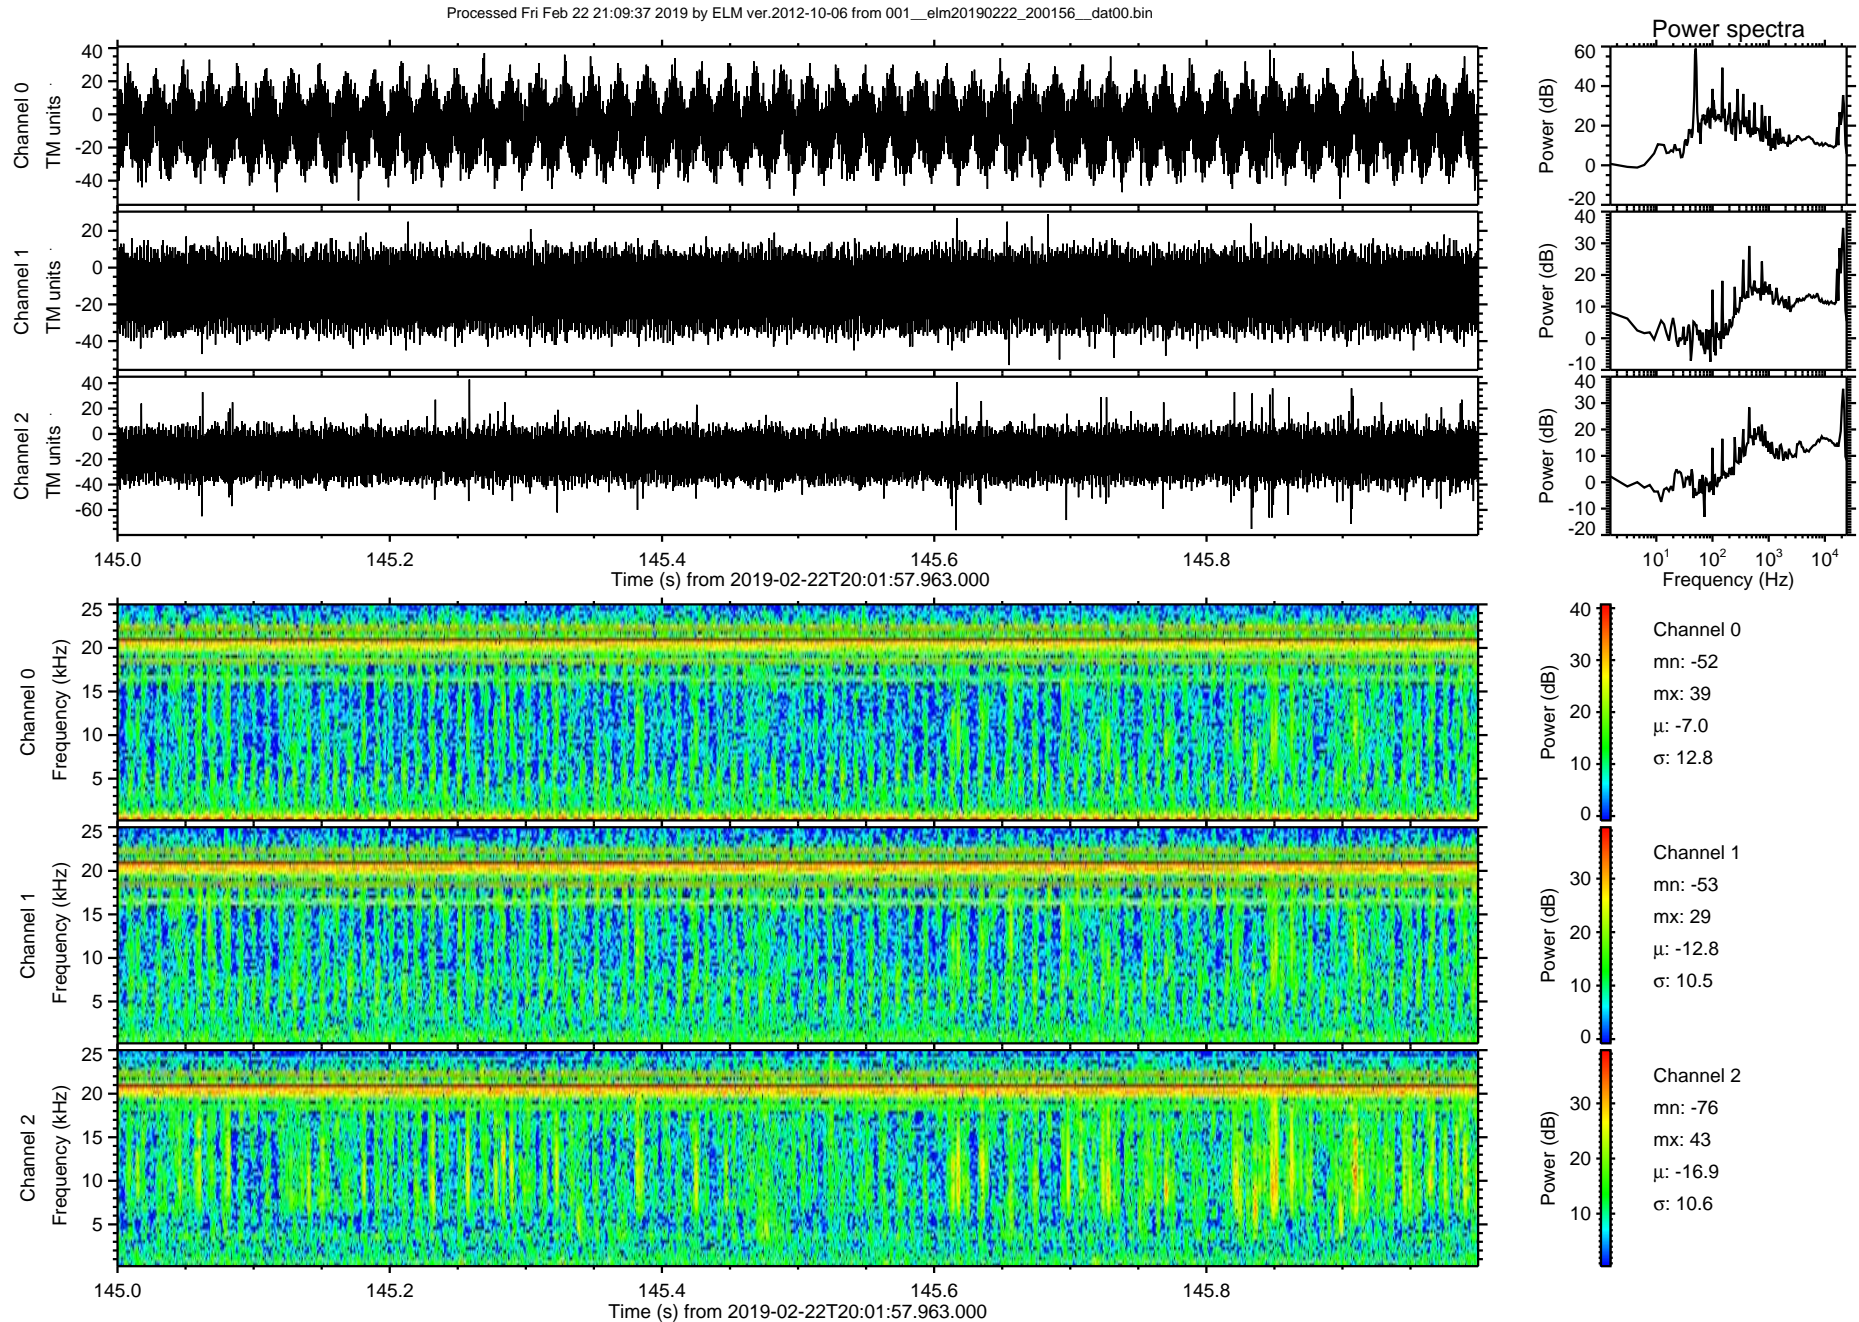 Processed Fri Feb 22 21:09:37 2019 by ELM ver.2012-10-06 from 001__elm20190222_200156__dat00.bin
Power spectra
Channel 0
TM units
40
20
0
-20
-40
Power (dB)
60
40
20
0
-20
Channel 1
TM units
20
0
-20
-40
Power (dB)
40
30
20
10
0
-10
Channel 2
TM units
40
20
0
-20
-40
-60
Power (dB)
40
30
20
10
0
-10
-20
145.0 145.2 145.4 145.6 145.8
Time (s) from 2019-02-22T20:01:57.963.000
10¹ 10² 10³ 10⁴
Frequency (Hz)
Channel 0
Frequency (kHz)
25
20
15
10
5
Power (dB)
40
30
20
10
0
Channel 0
mn: -52
mx: 39
µ: -7.0
σ: 12.8
Channel 1
Frequency (kHz)
25
20
15
10
5
Power (dB)
30
20
10
0
Channel 1
mn: -53
mx: 29
µ: -12.8
σ: 10.5
Channel 2
Frequency (kHz)
25
20
15
10
5
Power (dB)
30
20
10
Channel 2
mn: -76
mx: 43
µ: -16.9
σ: 10.6
145.0 145.2 145.4 145.6 145.8
Time (s) from 2019-02-22T20:01:57.963.000